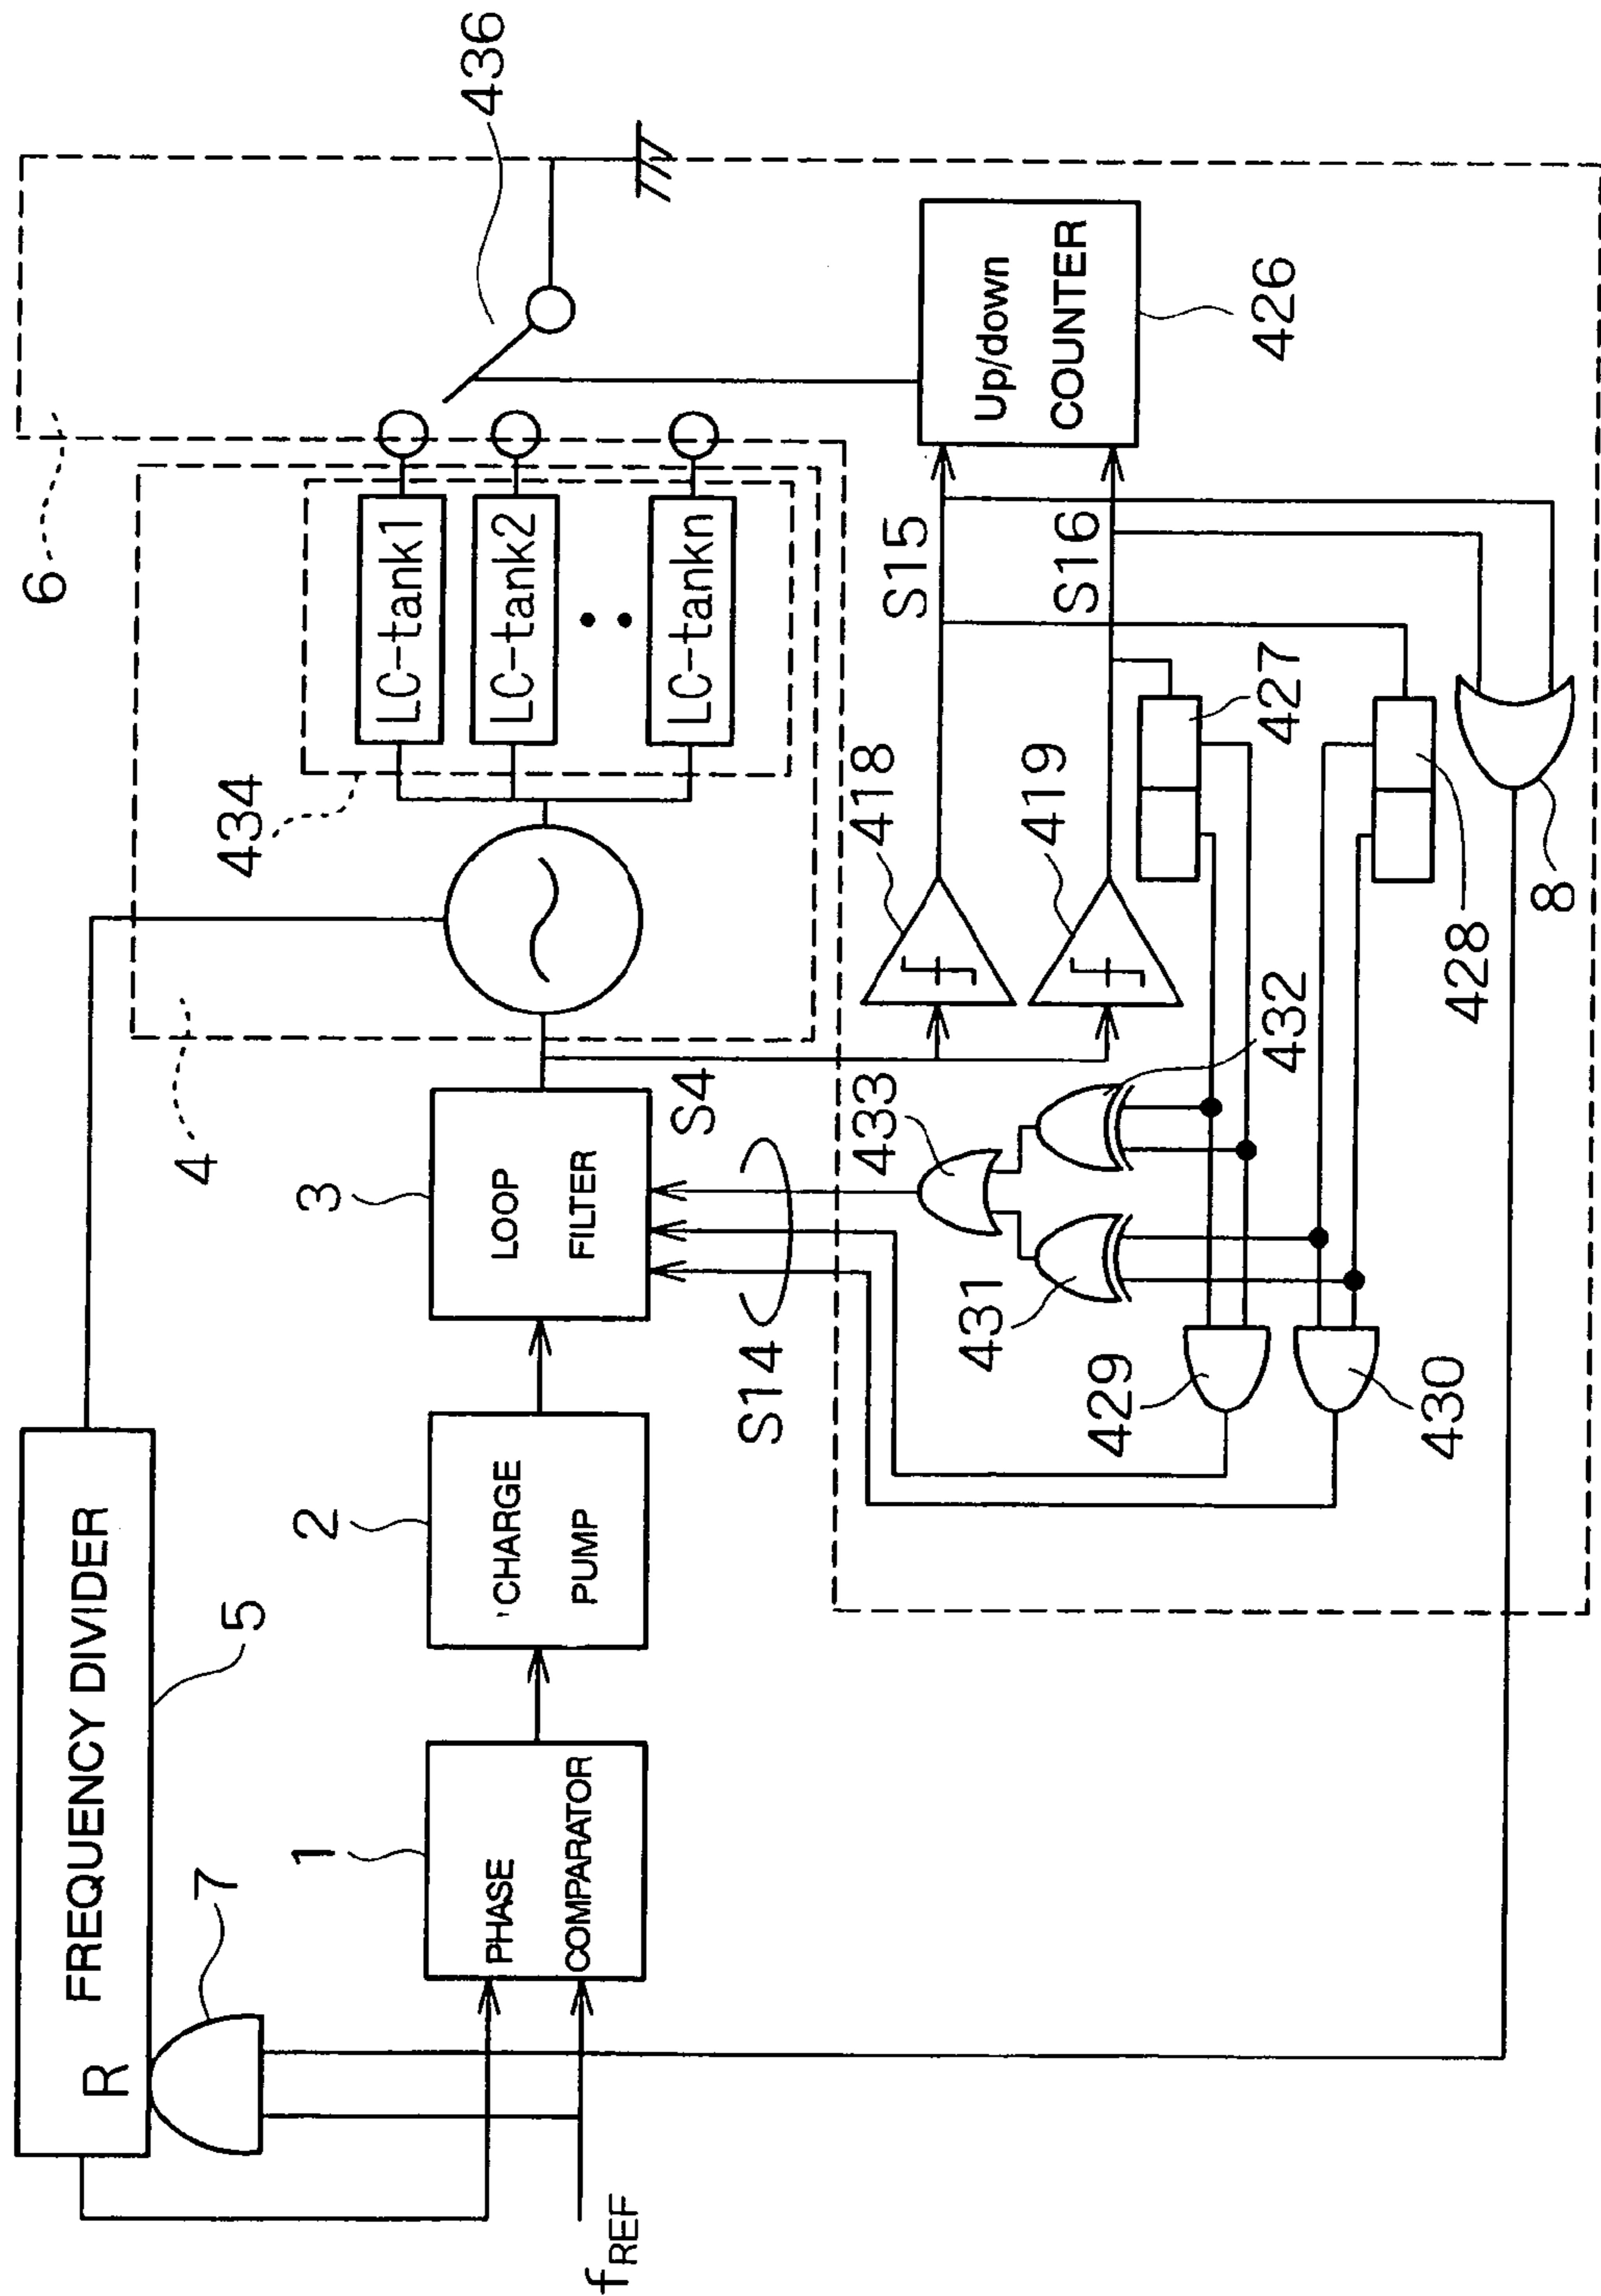 FREQUENCY DIVIDER
R
5
7
1
PHASE
COMPARATOR
fREF
2
'CHARGE
PUMP
3
LOOP
FILTER
S4
S14
4
434
LC-tank1
LC-tank2
LC-tankn
6
436
418
419
S15
S16
Up/down
COUNTER
426
427
428
8
433
432
431
429
430